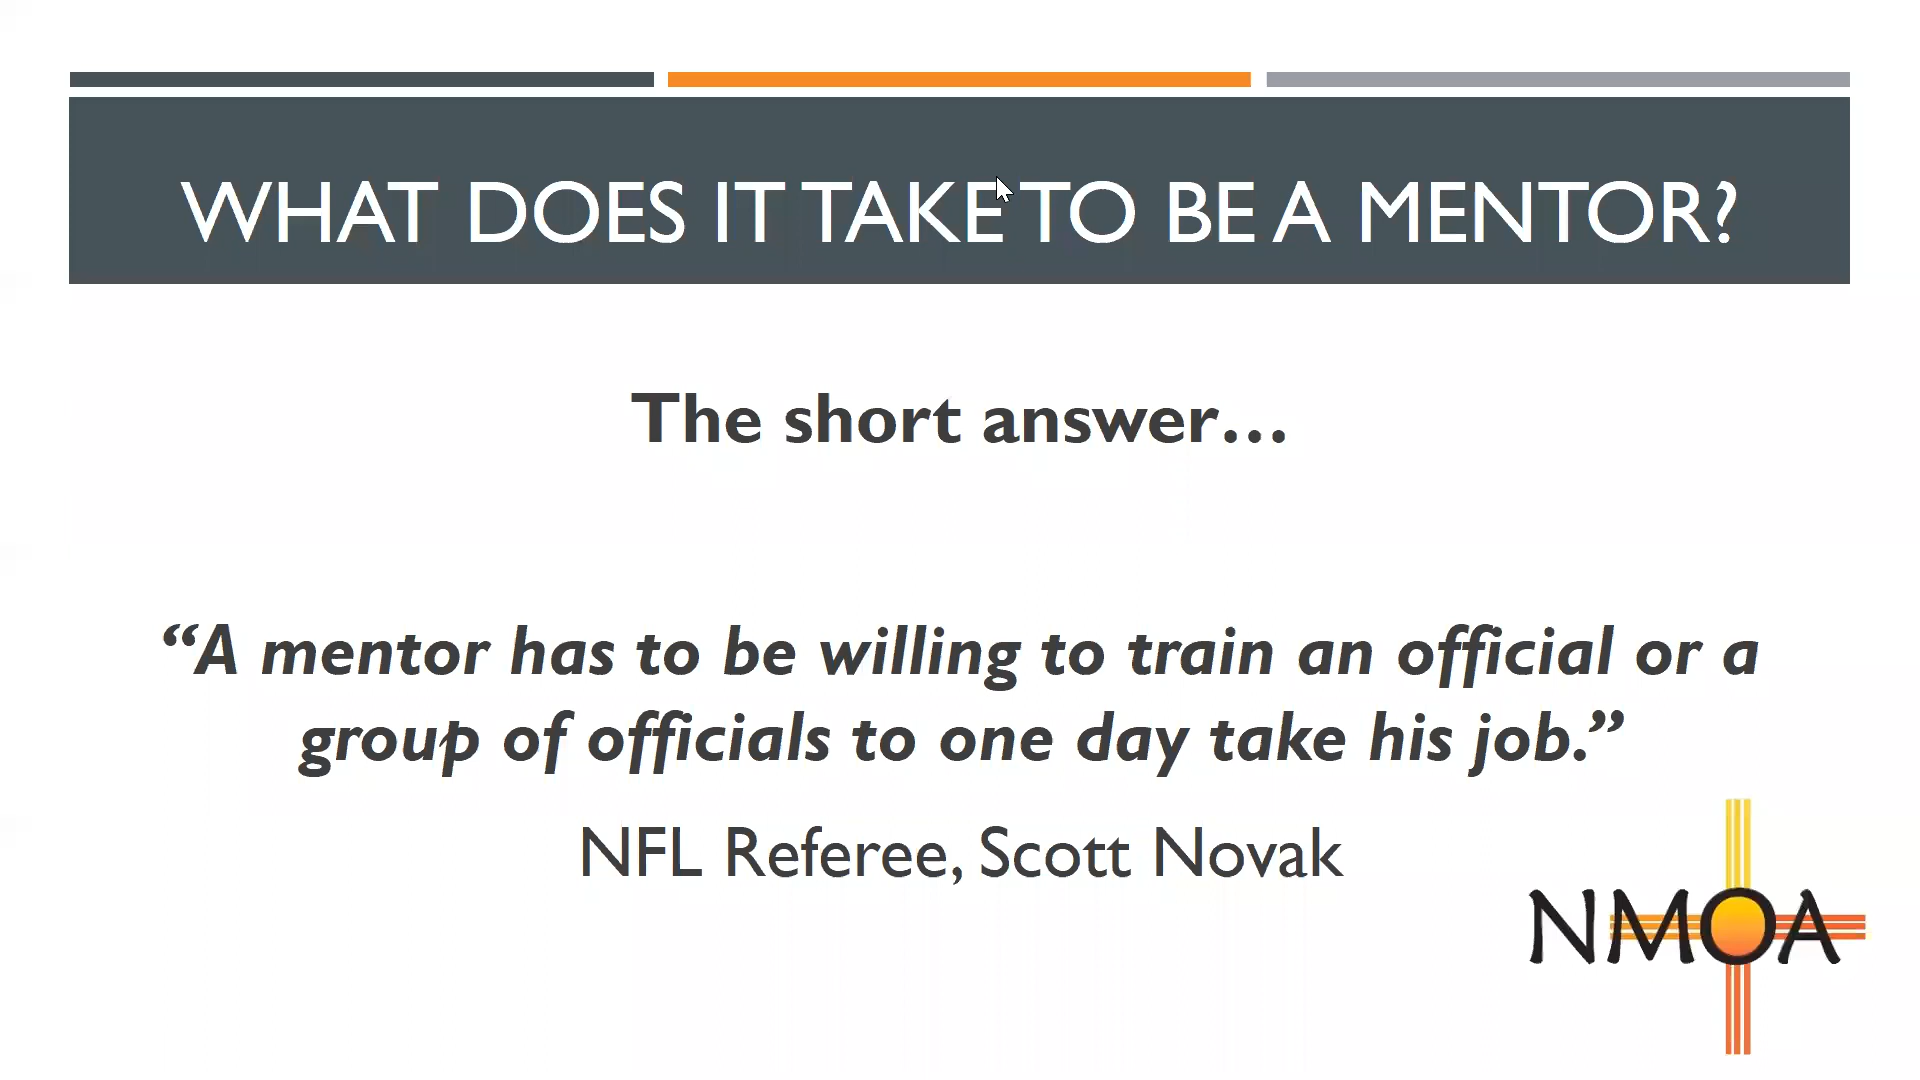 WHAT DOES IT TAKE TO BE A MENTOR?
The short answer…
“A mentor has to be willing to train an official or a
group of officials to one day take his job.”
NFL Referee, Scott Novak
NMOA